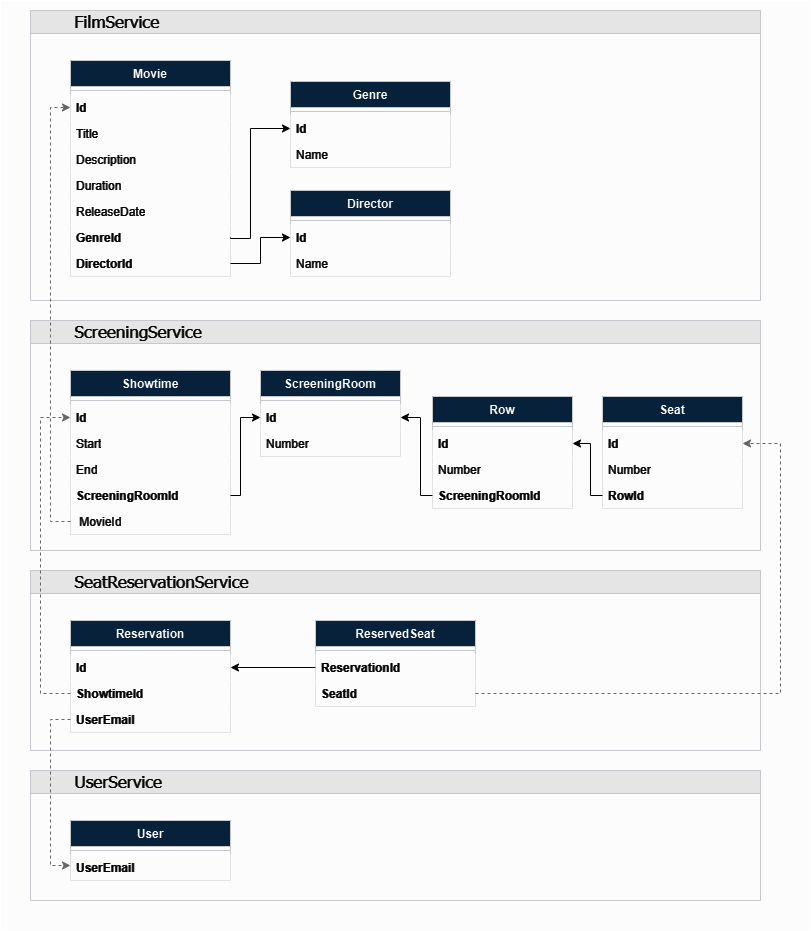 FilmService
Movie
Id
Title
Description
Duration
ReleaseDate
GenreId
DirectorId
Genre
Id
Name
Director
Id
Name
ScreeningService
Showtime
Id
Start
End
ScreeningRoomId
MovieId
ScreeningRoom
Id
Number
Row
Id
Number
ScreeningRoomId
Seat
Id
Number
RowId
SeatReservationService
Reservation
Id
ShowtimeId
UserEmail
ReservedSeat
ReservationId
SeatId
UserService
User
UserEmail